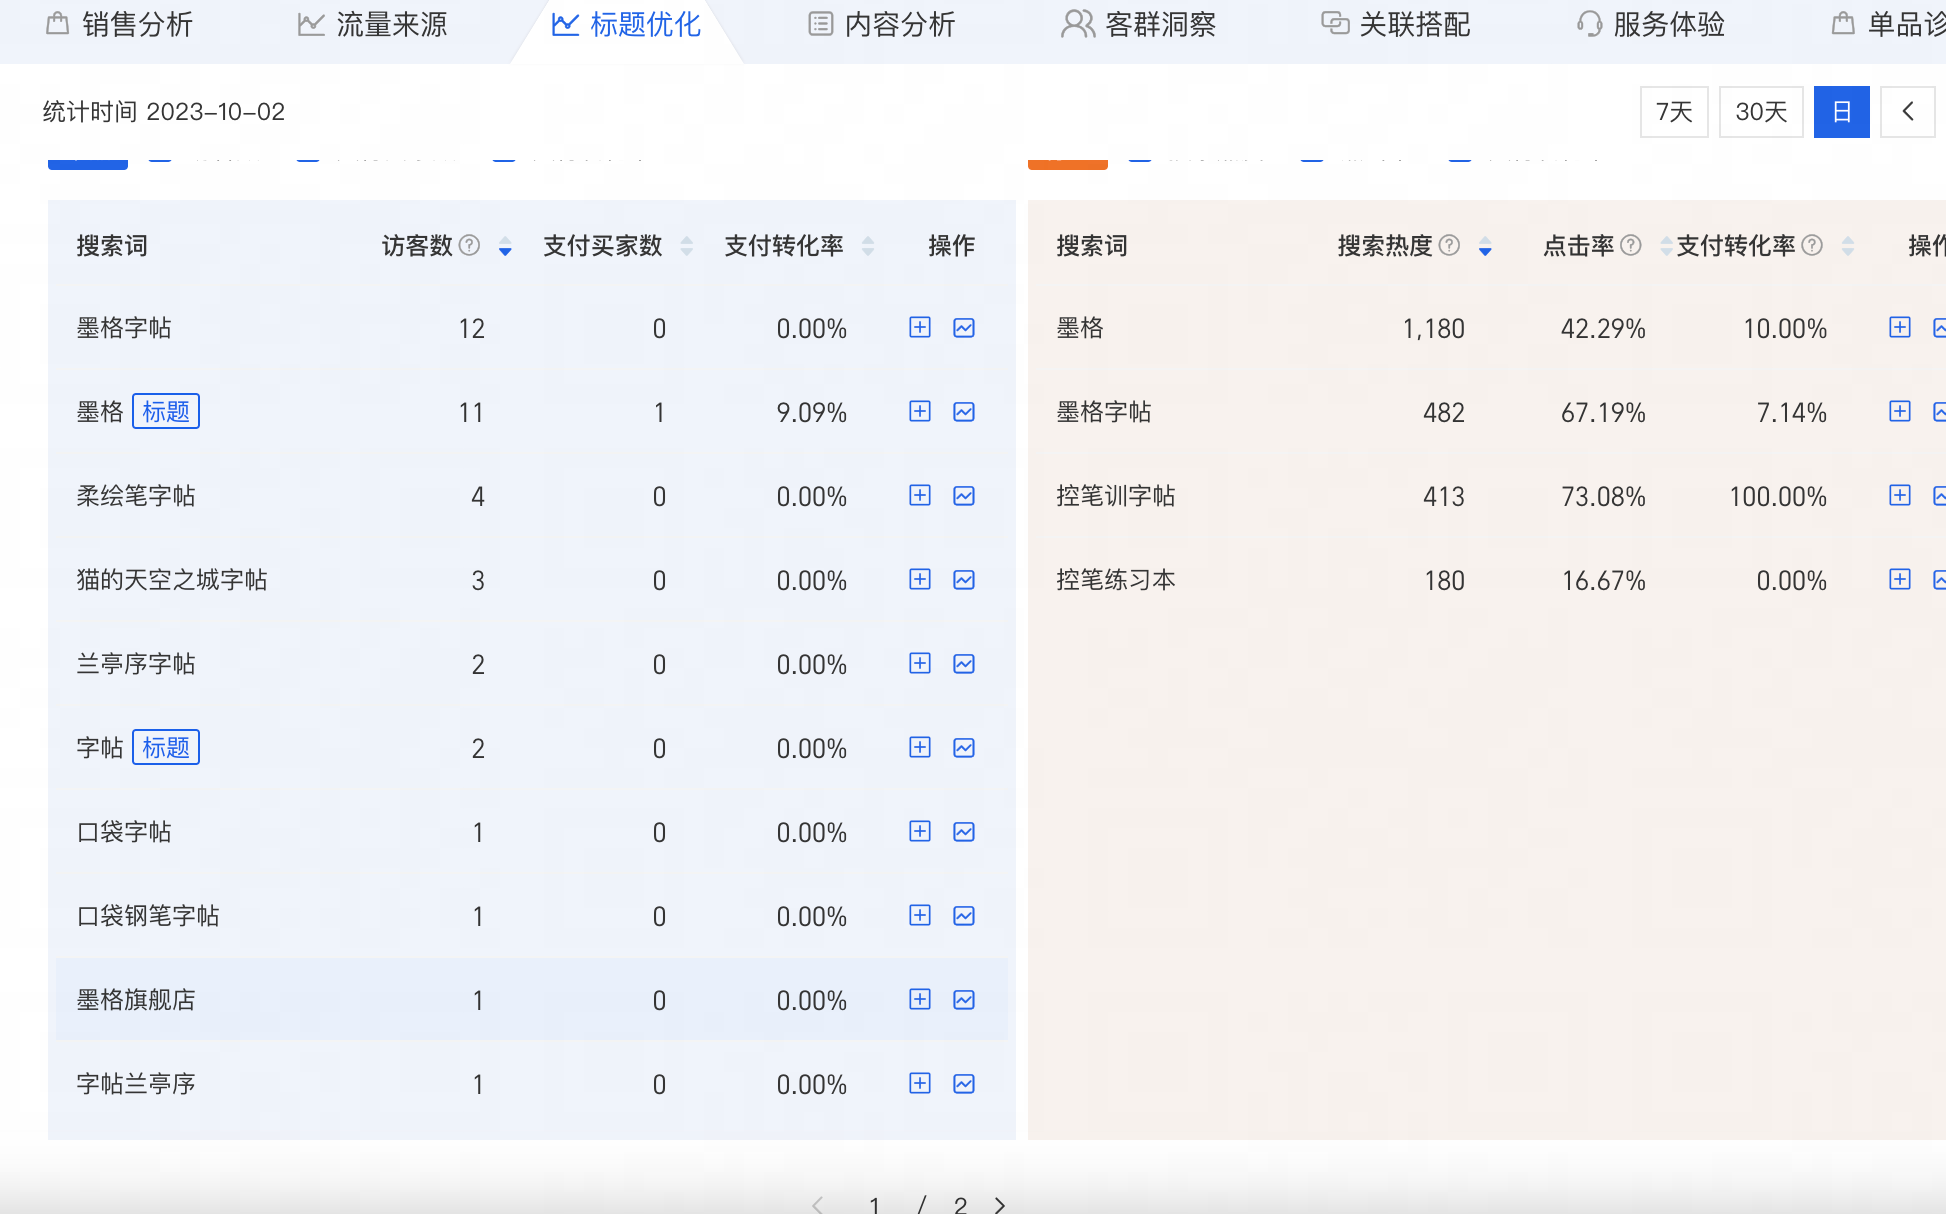 销售分析 流量来源 标题优化 内容分析 客群洞察 关联搭配 服务体验 单品诊
统计时间 2023-10-02 7天 30天 日
搜索词 访客数 支付买家数 支付转化率 操作
墨格字帖 12 0 0.00%
墨格 标题 11 1 9.09%
柔绘笔字帖 4 0 0.00%
猫的天空之城字帖 3 0 0.00%
兰亭序字帖 2 0 0.00%
字帖 标题 2 0 0.00%
口袋字帖 1 0 0.00%
口袋钢笔字帖 1 0 0.00%
墨格旗舰店 1 0 0.00%
字帖兰亭序 1 0 0.00%
搜索词 搜索热度 点击率 支付转化率 操作
墨格 1,180 42.29% 10.00%
墨格字帖 482 67.19% 7.14%
控笔训字帖 413 73.08% 100.00%
控笔练习本 180 16.67% 0.00%
1 / 2